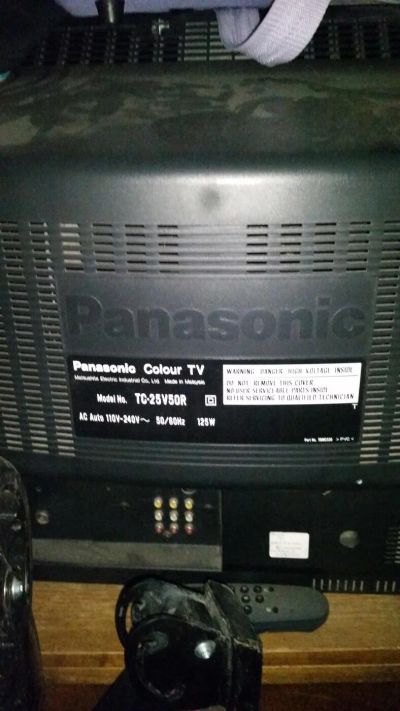 Panasonic
Panasonic Colour TV
Matsushita Electric Industrial Co., Ltd. Made in Malaysia
Model No. TC-25V50R
AC Auto 110V-240V~ 50/60Hz 125W
WARNING: DANGER: HIGH-VOLTAGE INSIDE.
DO NOT REMOVE THIS COVER.
NO USER SERVICEABLE PARTS INSIDE.
REFER SERVICING TO QUALIFIED TECHNICIAN.
Part No.
T